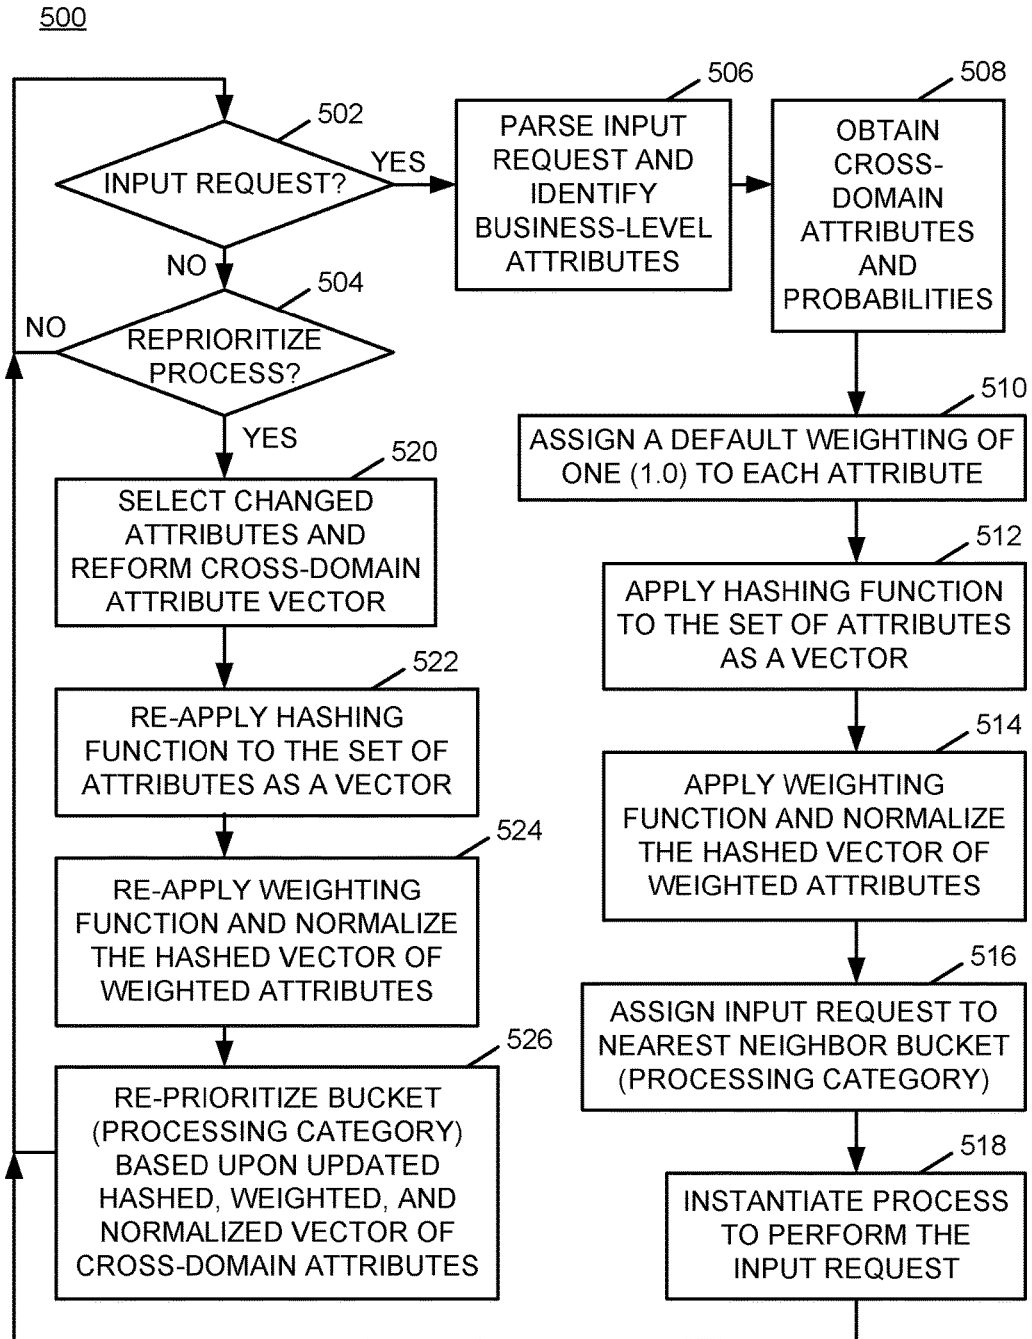 500
502
INPUT REQUEST?
YES
NO
504
REPRIORITIZE
PROCESS?
NO
YES
506
PARSE INPUT
REQUEST AND
IDENTIFY
BUSINESS-LEVEL
ATTRIBUTES
508
OBTAIN
CROSS-
DOMAIN
ATTRIBUTES
AND
PROBABILITIES
510
ASSIGN A DEFAULT WEIGHTING OF
ONE (1.0) TO EACH ATTRIBUTE
512
APPLY HASHING FUNCTION
TO THE SET OF ATTRIBUTES
AS A VECTOR
514
APPLY WEIGHTING
FUNCTION AND NORMALIZE
THE HASHED VECTOR OF
WEIGHTED ATTRIBUTES
516
ASSIGN INPUT REQUEST TO
NEAREST NEIGHBOR BUCKET
(PROCESSING CATEGORY)
518
INSTANTIATE PROCESS
TO PERFORM THE
INPUT REQUEST
520
SELECT CHANGED
ATTRIBUTES AND
REFORM CROSS-DOMAIN
ATTRIBUTE VECTOR
522
RE-APPLY HASHING
FUNCTION TO THE SET OF
ATTRIBUTES AS A VECTOR
524
RE-APPLY WEIGHTING
FUNCTION AND NORMALIZE
THE HASHED VECTOR OF
WEIGHTED ATTRIBUTES
526
RE-PRIORITIZE BUCKET
(PROCESSING CATEGORY)
BASED UPON UPDATED
HASHED, WEIGHTED, AND
NORMALIZED VECTOR OF
CROSS-DOMAIN ATTRIBUTES